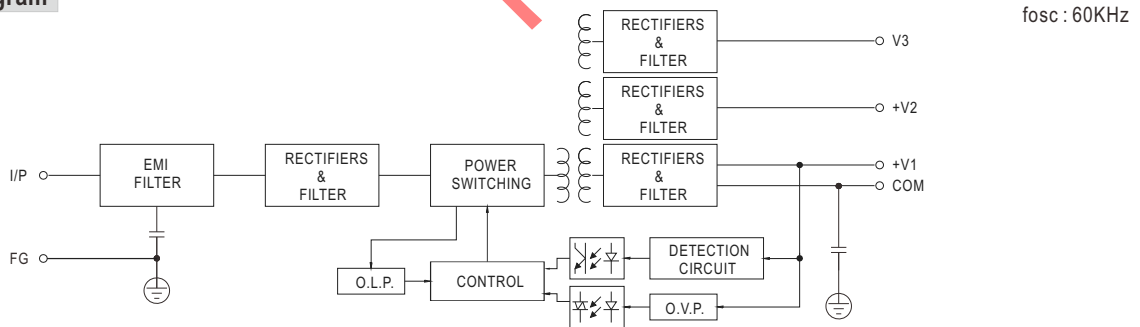 fosc : 60KHz
RECTIFIERS
&
FILTER
V3
RECTIFIERS
&
FILTER
+V2
I/P
EMI
FILTER
RECTIFIERS
&
FILTER
POWER
SWITCHING
RECTIFIERS
&
FILTER
+V1
COM
FG
O.L.P.
CONTROL
DETECTION
CIRCUIT
O.V.P.